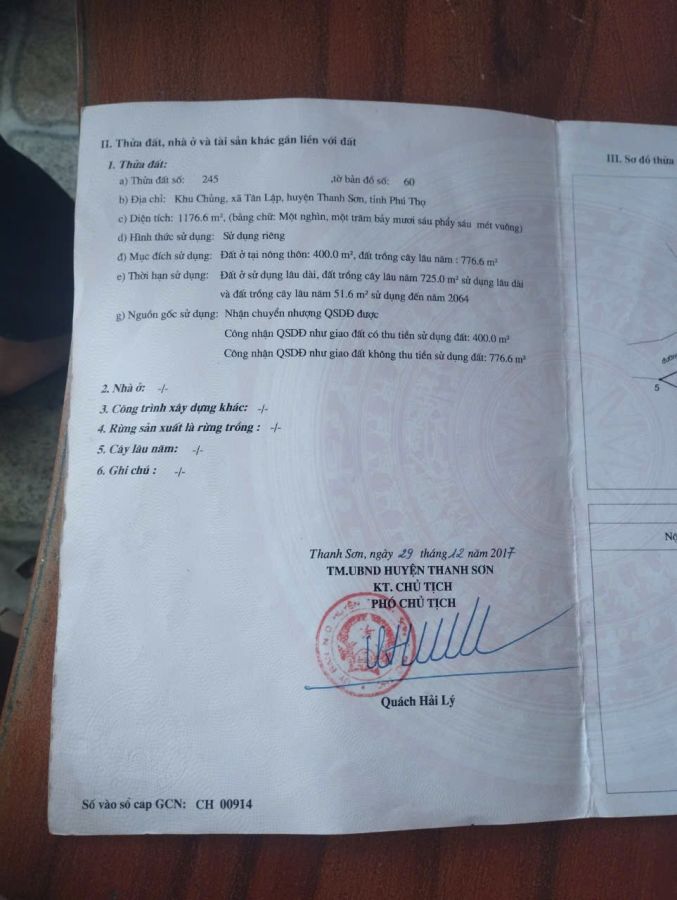 II. Thửa đất, nhà ở và tài sản khác gắn liền với đất
III. Sơ đồ thửa
1. Thửa đất:
a) Thửa đất số: 245 ,tờ bản đồ số: 60
b) Địa chỉ: Khu Chủng, xã Tân Lập, huyện Thanh Sơn, tỉnh Phú Thọ
c) Diện tích: 1176.6 m², (bằng chữ: Một nghìn, một trăm bảy mươi sáu phẩy sáu mét vuông)
d) Hình thức sử dụng: Sử dụng riêng
đ) Mục đích sử dụng: Đất ở tại nông thôn: 400.0 m², đất trồng cây lâu năm : 776.6 m²
e) Thời hạn sử dụng: Đất ở sử dụng lâu dài, đất trồng cây lâu năm 725.0 m² sử dụng lâu dài
và đất trồng cây lâu năm 51.6 m² sử dụng đến năm 2064
g) Nguồn gốc sử dụng: Nhận chuyển nhượng QSDĐ được
Công nhận QSDĐ như giao đất có thu tiền sử dụng đất: 400.0 m²
Công nhận QSDĐ như giao đất không thu tiền sử dụng đất: 776.6 m²
đường
5
2. Nhà ở: -/-
3. Công trình xây dựng khác: -/-
4. Rừng sản xuất là rừng trồng : -/-
5. Cây lâu năm: -/-
6. Ghi chú : -/-
Thanh Sơn, ngày 29 tháng 12 năm 2017
TM.UBND HUYỆN THANH SƠN
KT. CHỦ TỊCH
PHÓ CHỦ TỊCH
Quách Hải Lý
Số vào sổ cấp GCN: CH 00914